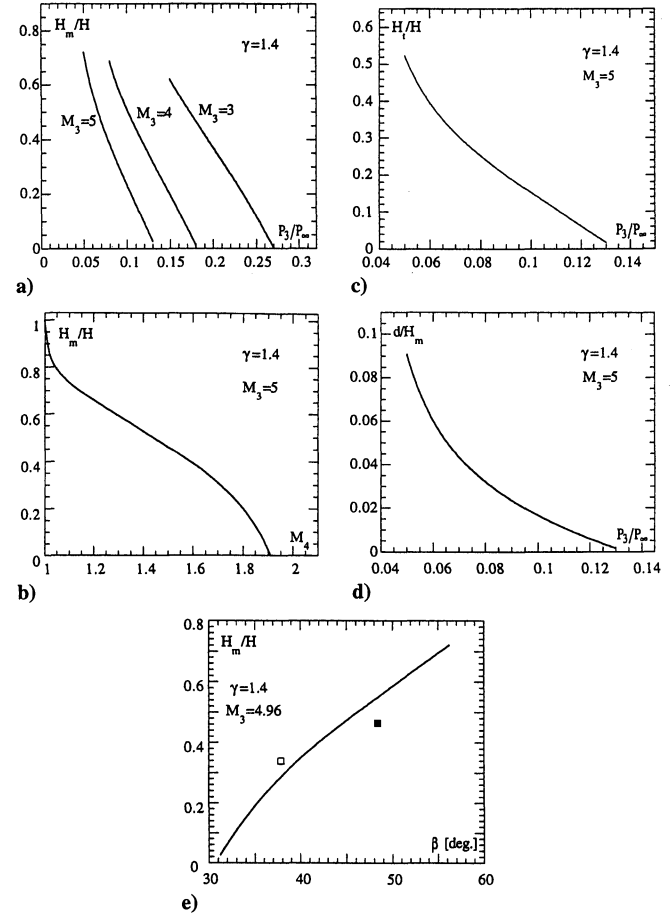 H_m/H
γ=1.4
M_3=5
M_3=4
M_3=3
P_3/P_∞
0.8
0.6
0.4
0.2
0
0 0.05 0.1 0.15 0.2 0.25 0.3
a)
H_t/H
γ=1.4
M_3=5
P_3/P_∞
0.6
0.5
0.4
0.3
0.2
0.1
0
0.04 0.06 0.08 0.1 0.12 0.14
c)
H_m/H
γ=1.4
M_3=5
M_4
1
0.8
0.6
0.4
0.2
0
1 1.2 1.4 1.6 1.8 2
b)
d/H_m
γ=1.4
M_3=5
P_3/P_∞
0.1
0.08
0.06
0.04
0.02
0
0.04 0.06 0.08 0.1 0.12 0.14
d)
H_m/H
γ=1.4
M_3=4.96
β [deg.]
0.8
0.6
0.4
0.2
0
30 40 50 60
e)